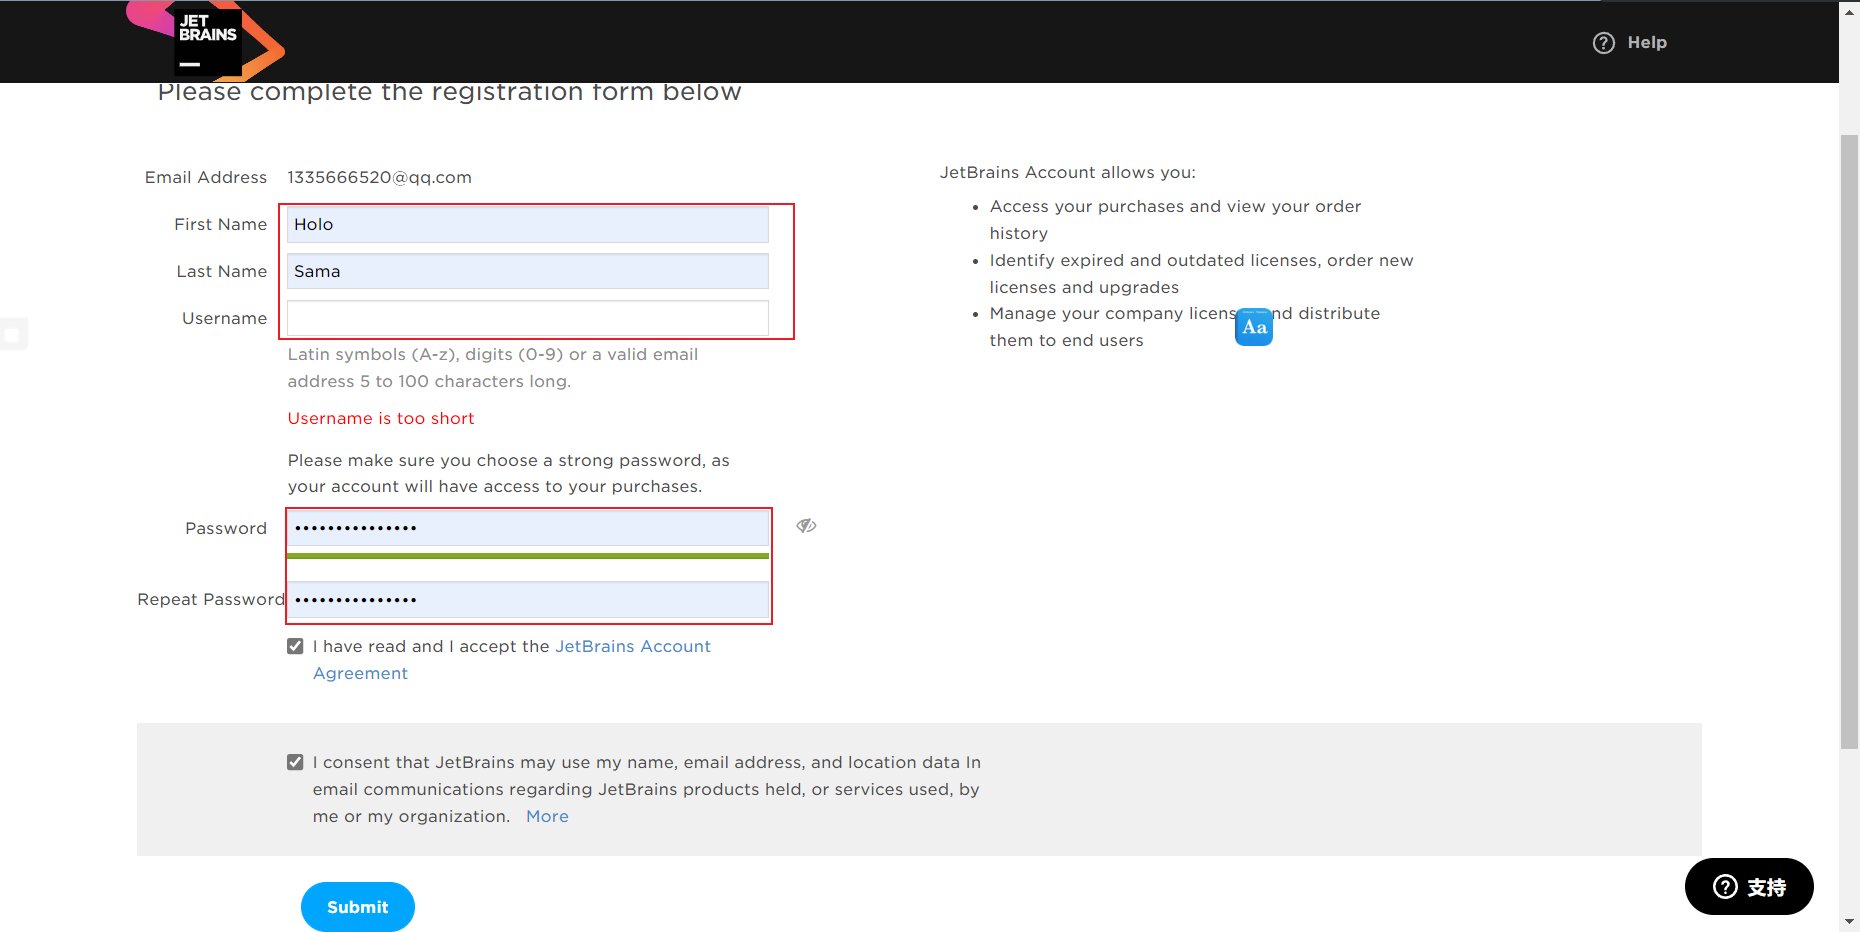 JET
BRAINS
Help
Please complete the registration form below
Email Address 1335666520@qq.com
First Name Holo
Last Name Sama
Username
Latin symbols (A-z), digits (0-9) or a valid email
address 5 to 100 characters long.
Username is too short
Please make sure you choose a strong password, as
your account will have access to your purchases.
Password •••••••••••••••
Repeat Password •••••••••••••••
I have read and I accept the JetBrains Account
Agreement
JetBrains Account allows you:
• Access your purchases and view your order
history
• Identify expired and outdated licenses, order new
licenses and upgrades
• Manage your company licens nd distribute
them to end users
Aa
I consent that JetBrains may use my name, email address, and location data In
email communications regarding JetBrains products held, or services used, by
me or my organization. More
Submit
支持